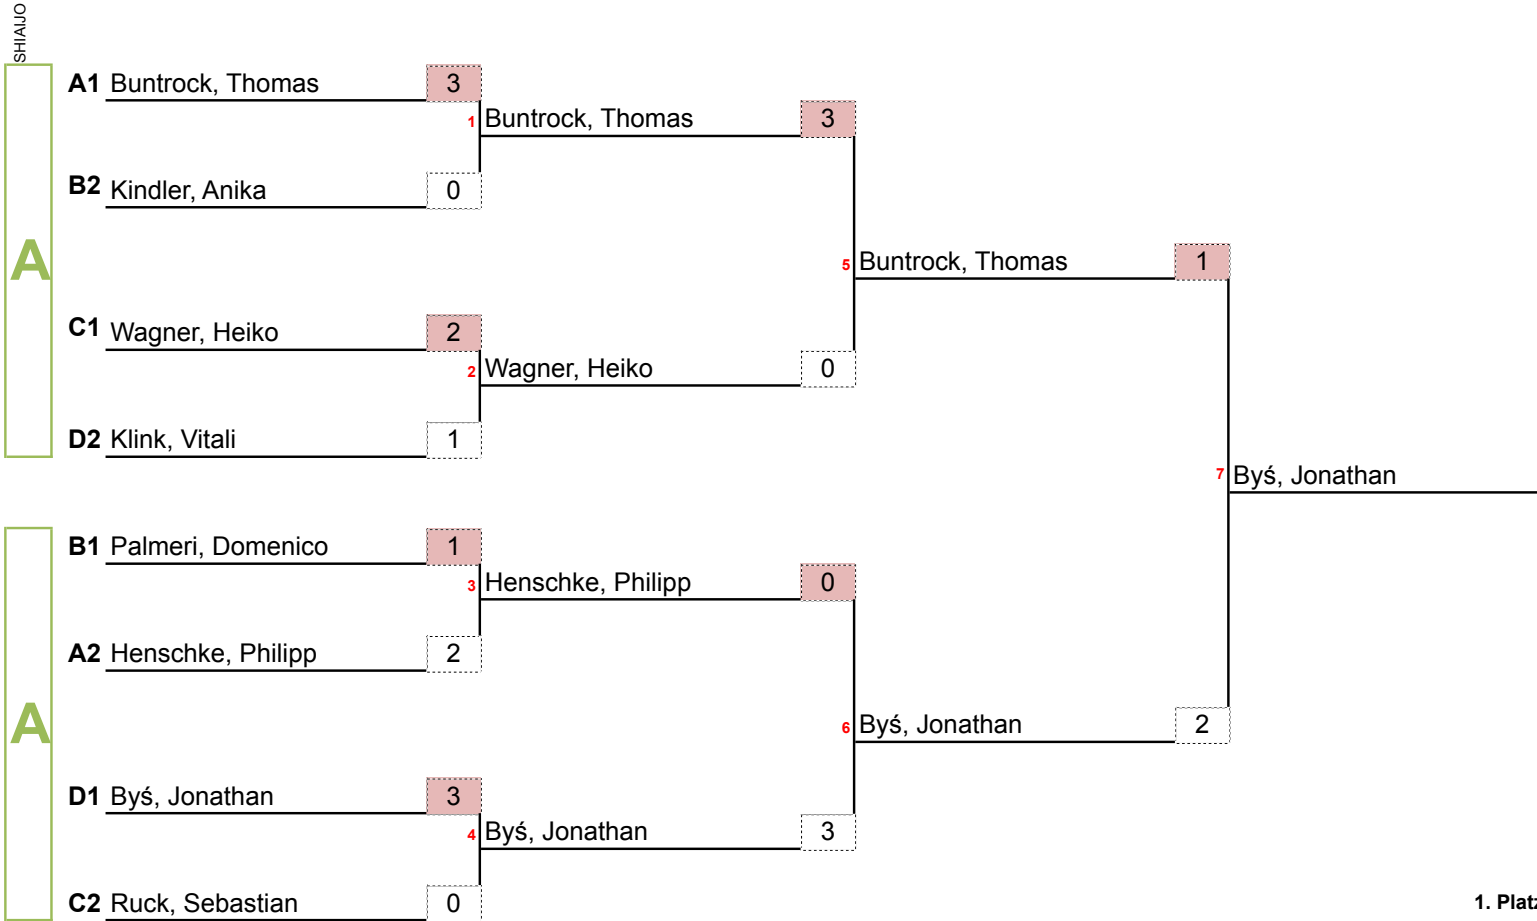 SHIAIJO
A1 Buntrock, Thomas 3
1 Buntrock, Thomas 3
B2 Kindler, Anika 0
A
5 Buntrock, Thomas 1
C1 Wagner, Heiko 2
2 Wagner, Heiko 0
D2 Klink, Vitali 1
7 Byś, Jonathan
B1 Palmeri, Domenico 1
3 Henschke, Philipp 0
A2 Henschke, Philipp 2
A
6 Byś, Jonathan 2
D1 Byś, Jonathan 3
4 Byś, Jonathan 3
C2 Ruck, Sebastian 0
1. Platz